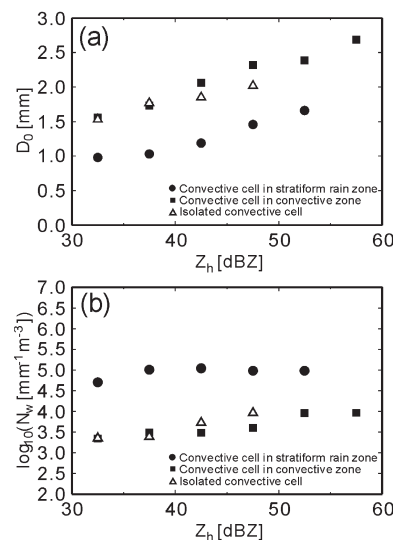 (a)
D0 [mm]
3.0
2.5
2.0
1.5
1.0
0.5
0.0
● Convective cell in stratiform rain zone
■ Convective cell in convective zone
△ Isolated convective cell
30 40 50 60
Zh [dBZ]
(b)
log10(Nw [mm-1 m-3])
7.0
6.5
6.0
5.5
5.0
4.5
4.0
3.5
3.0
2.5
2.0
● Convective cell in stratiform rain zone
■ Convective cell in convective zone
△ Isolated convective cell
30 40 50 60
Zh [dBZ]